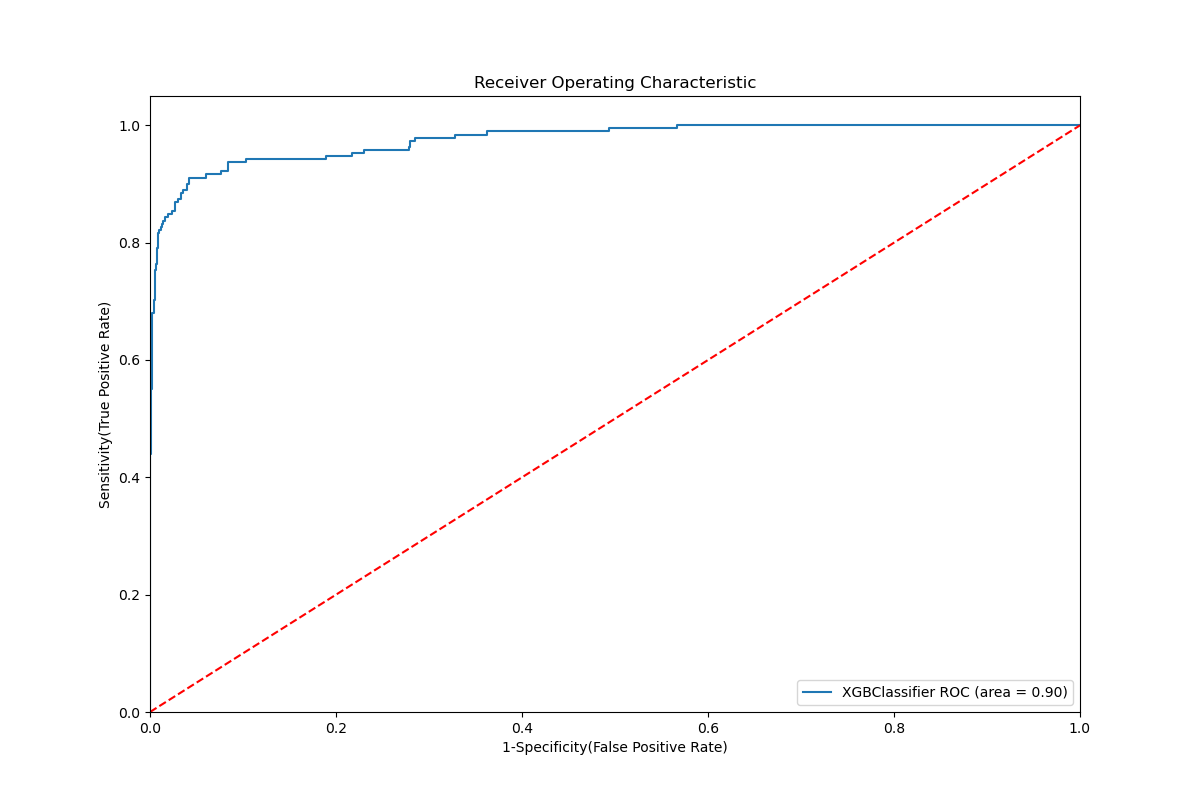 Receiver Operating Characteristic
1.0
0.8
0.6
0.4
0.2
0.0
Sensitivity(True Positive Rate)
XGBClassifier ROC (area = 0.90)
0.0 0.2 0.4 0.6 0.8 1.0
1-Specificity(False Positive Rate)